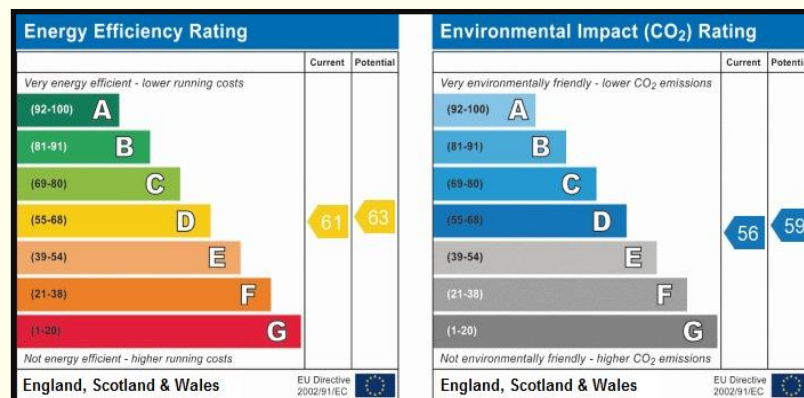 Energy Efficiency Rating
Current Potential
Very energy efficient - lower running costs
(92-100) A
(81-91) B
(69-80) C
(55-68) D
61 63
(39-54) E
(21-38) F
(1-20) G
Not energy efficient - higher running costs
England, Scotland & Wales
EU Directive
2002/91/EC
Environmental Impact (CO₂) Rating
Current Potential
Very environmentally friendly - lower CO₂ emissions
(92-100) A
(81-91) B
(69-80) C
(55-68) D
56 59
(39-54) E
(21-38) F
(1-20) G
Not environmentally friendly - higher CO₂ emissions
England, Scotland & Wales
EU Directive
2002/91/EC